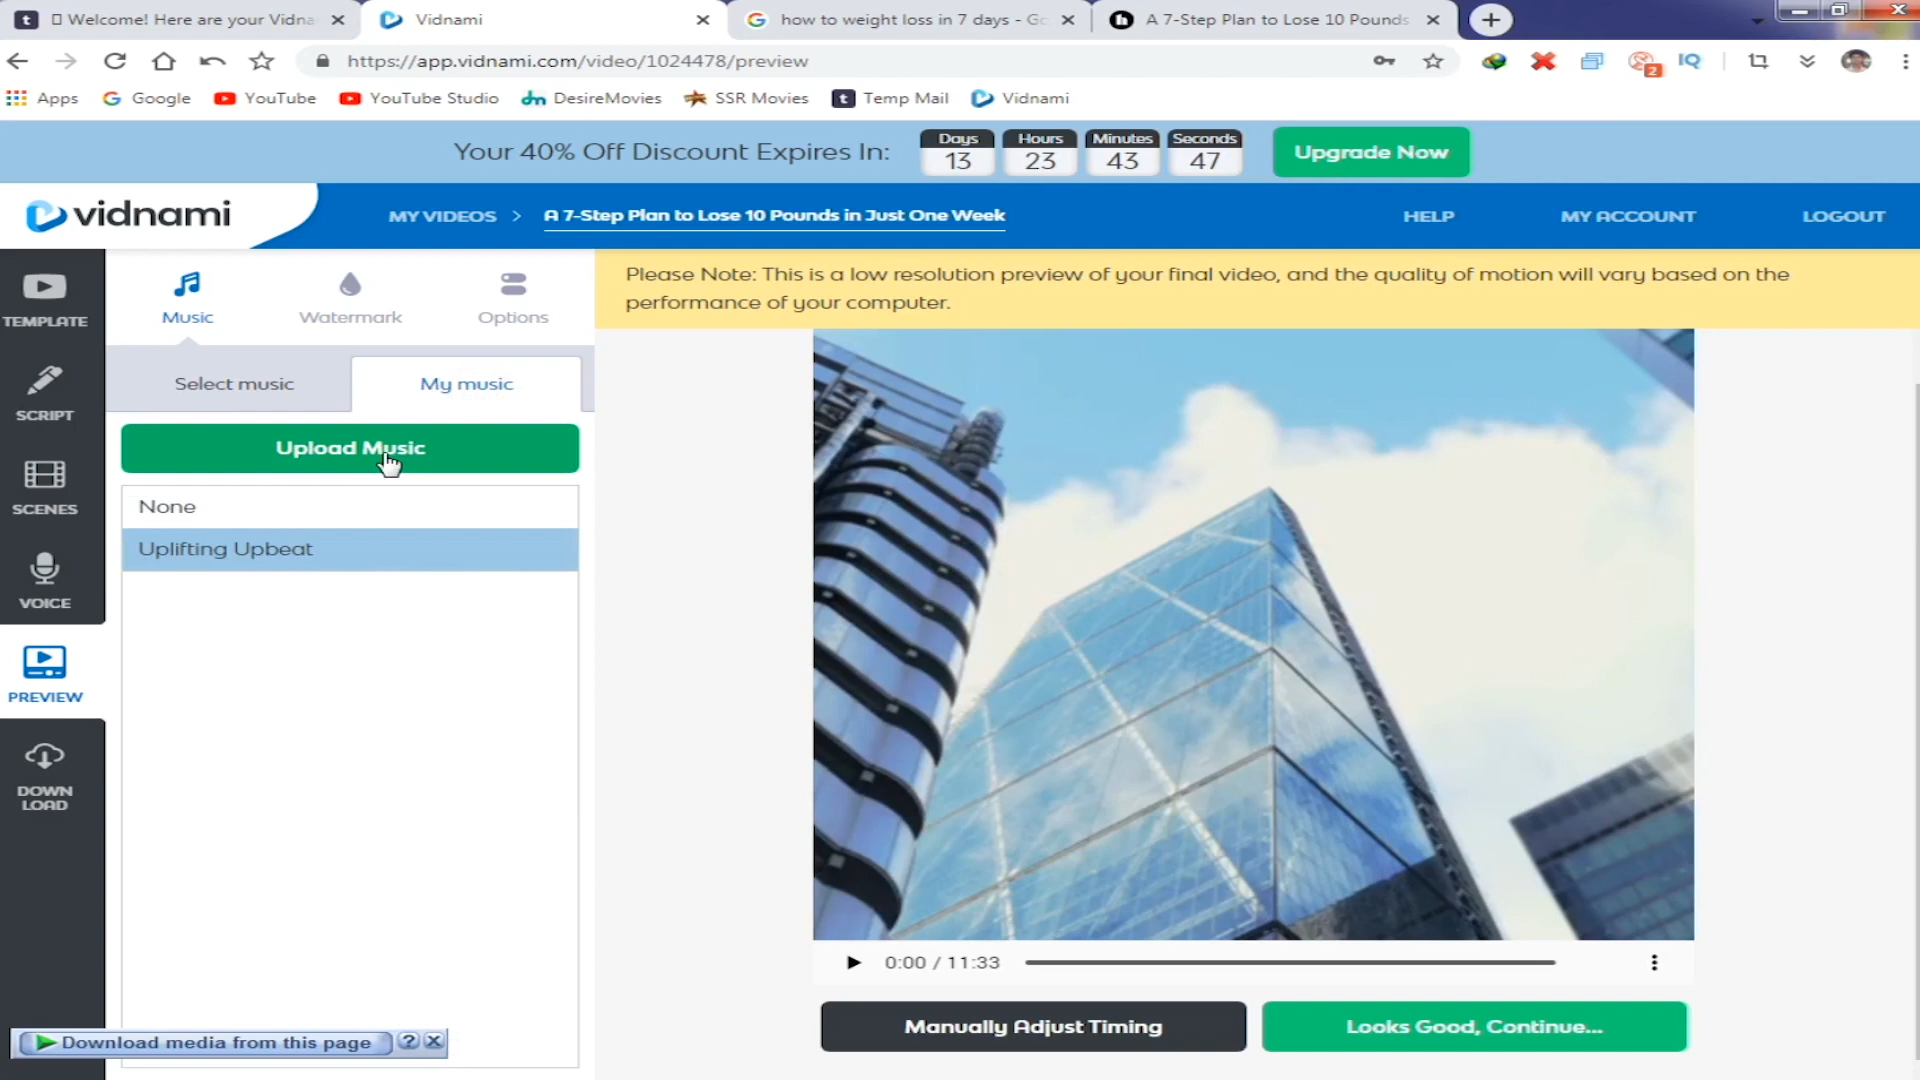 Welcome! Here are your Vidna
Vidnami
how to weight loss in 7 days - Go
A 7-Step Plan to Lose 10 Pounds
https://app.vidnami.com/video/1024478/preview
2
IQ
Apps
Google
YouTube
YouTube Studio
DesireMovies
SSR Movies
Temp Mail
Vidnami
Your 40% Off Discount Expires In:
Days
13
Hours
23
Minutes
43
Seconds
47
Upgrade Now
vidnami
MY VIDEOS > A 7-Step Plan to Lose 10 Pounds in Just One Week
HELP
MY ACCOUNT
LOGOUT
TEMPLATE
SCRIPT
SCENES
VOICE
PREVIEW
DOWN
LOAD
Music
Watermark
Options
Select music
My music
Upload Music
None
Uplifting Upbeat
Please Note: This is a low resolution preview of your final video, and the quality of motion will vary based on the
performance of your computer.
0:00 / 11:33
Manually Adjust Timing
Looks Good, Continue...
Download media from this page
?